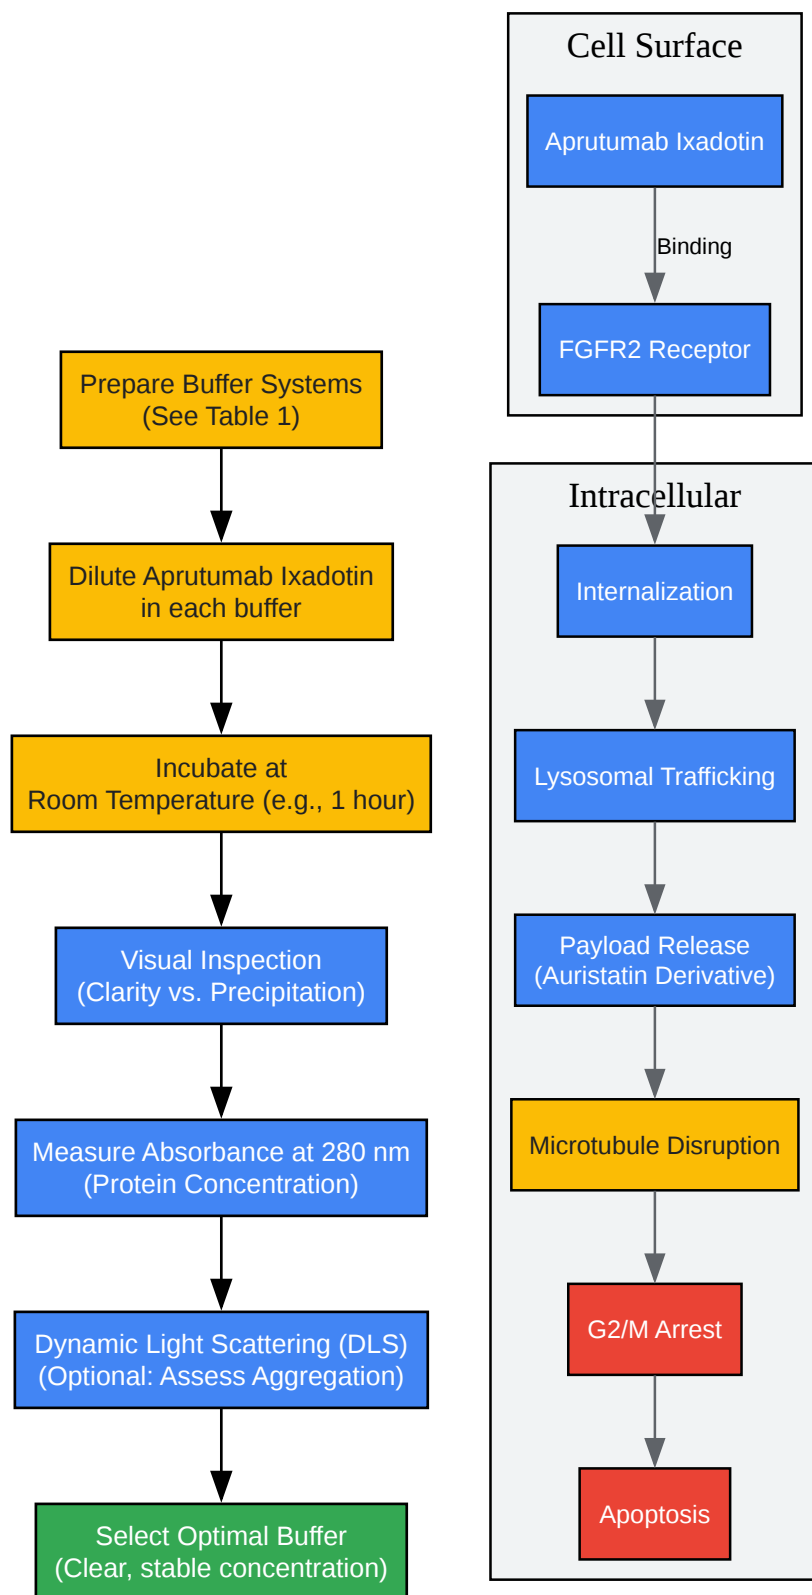 Prepare Buffer Systems
(See Table 1)
Dilute Aprutumab Ixadotin
in each buffer
Incubate at
Room Temperature (e.g., 1 hour)
Visual Inspection
(Clarity vs. Precipitation)
Measure Absorbance at 280 nm
(Protein Concentration)
Dynamic Light Scattering (DLS)
(Optional: Assess Aggregation)
Select Optimal Buffer
(Clear, stable concentration)
Cell Surface
Aprutumab Ixadotin
Binding
FGFR2 Receptor
Intracellular
Internalization
Lysosomal Trafficking
Payload Release
(Auristatin Derivative)
Microtubule Disruption
G2/M Arrest
Apoptosis